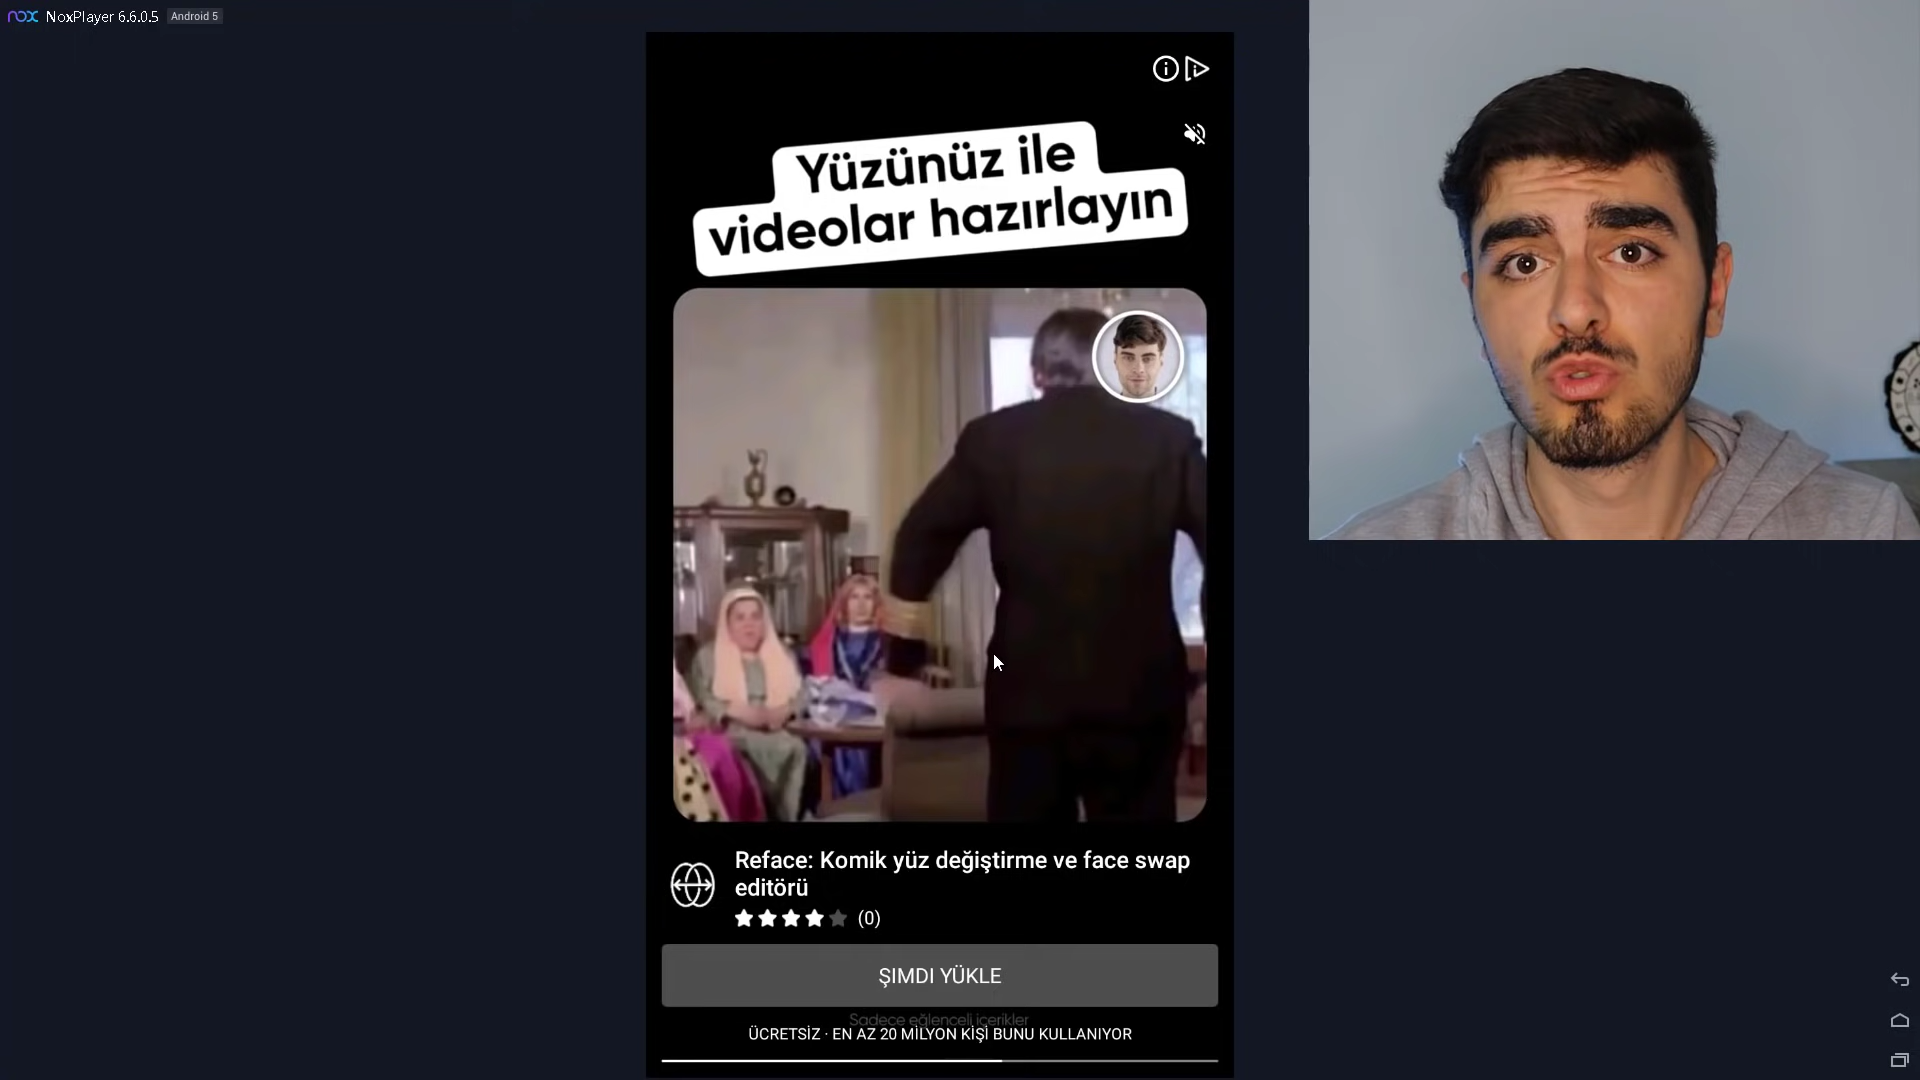 nox NoxPlayer 6.6.0.5 Android 5
Yüzünüz ile
videolar hazırlayın
Reface: Komik yüz değiştirme ve face swap
editörü
(0)
ŞIMDI YÜKLE
Sadece eğlenceli içerikler
ÜCRETSİZ · EN AZ 20 MİLYON KİŞİ BUNU KULLANIYOR